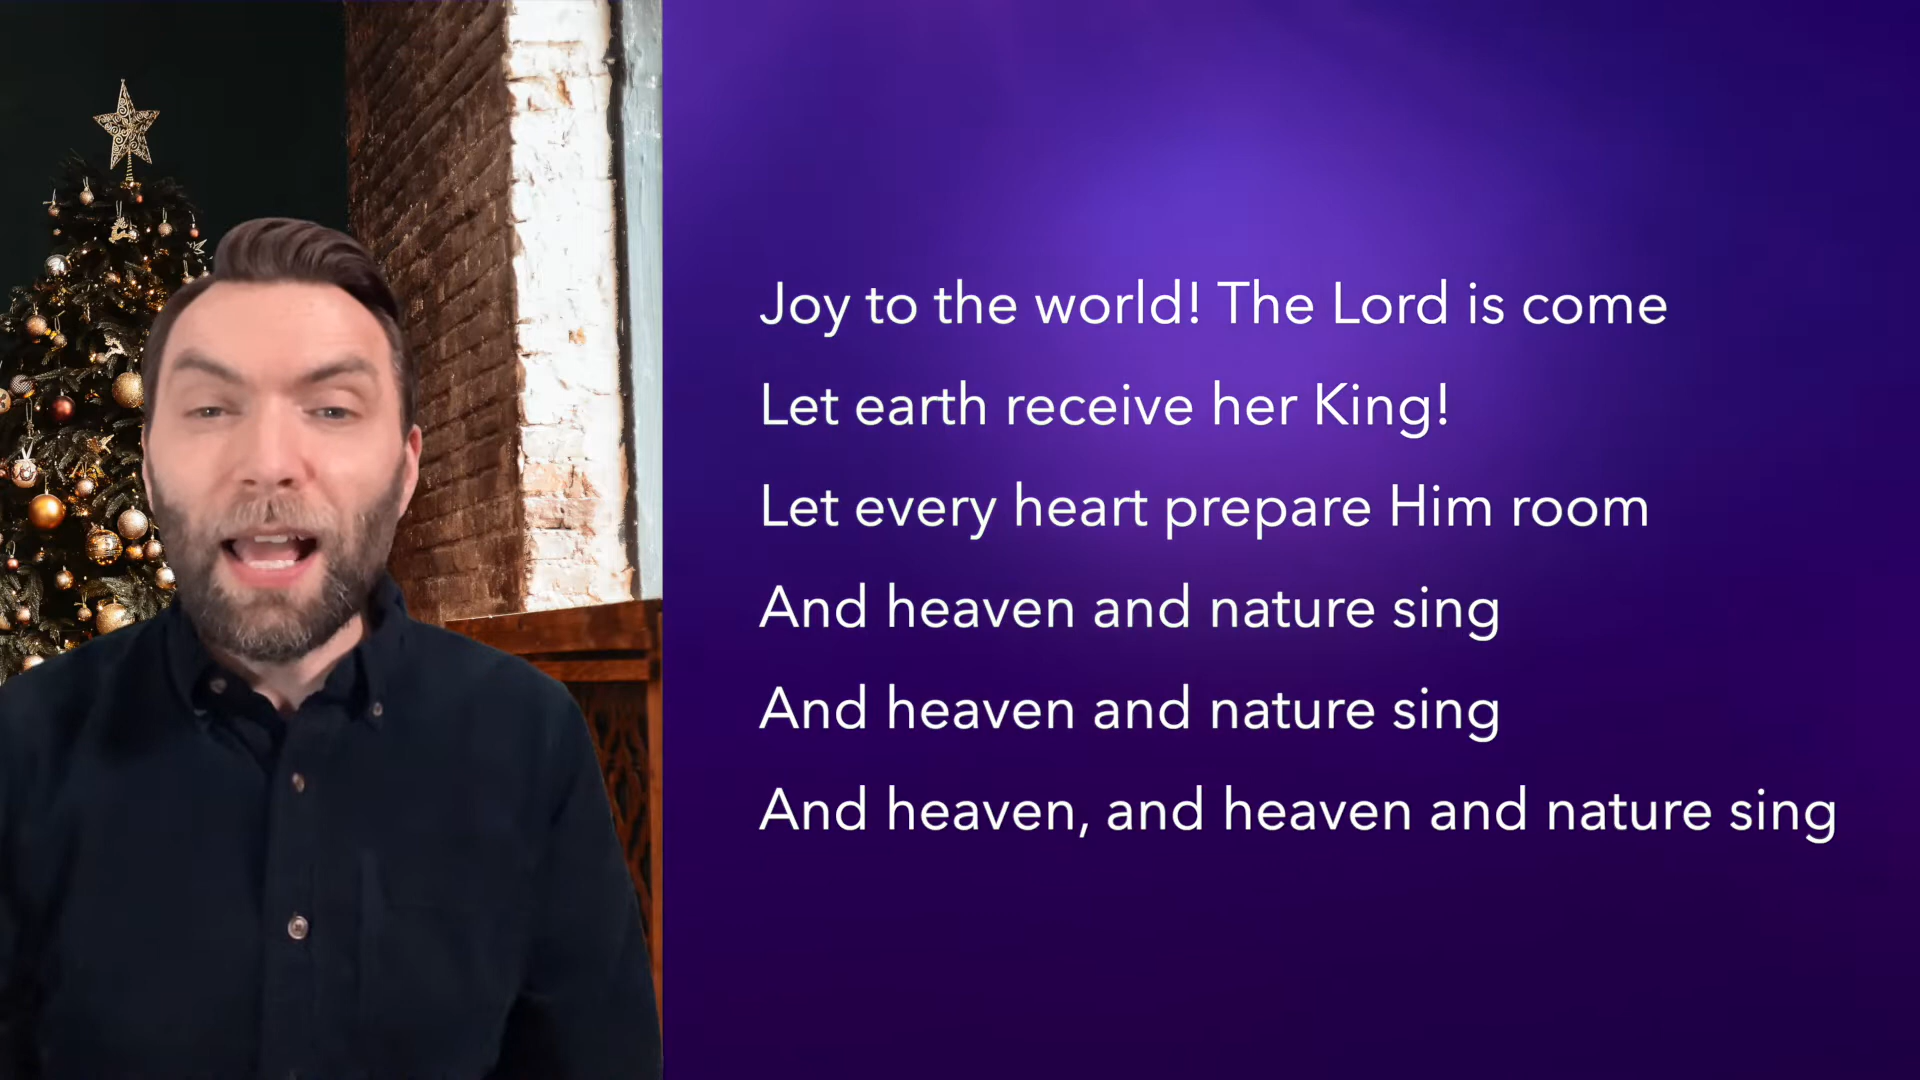 Joy to the world! The Lord is come
Let earth receive her King!
Let every heart prepare Him room
And heaven and nature sing
And heaven and nature sing
And heaven, and heaven and nature sing